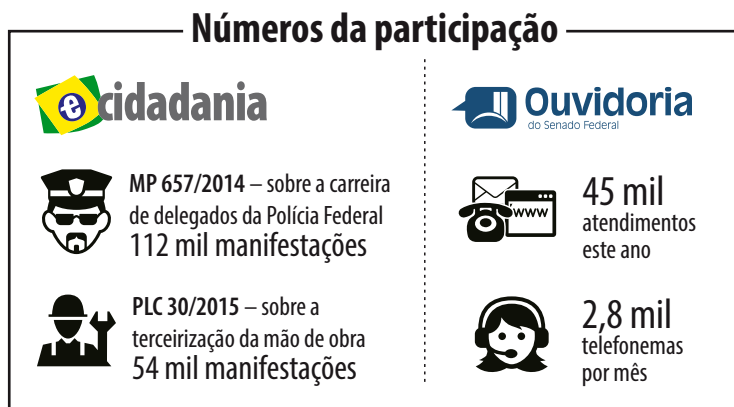 Números da participação
e cidadania
MP 657/2014 – sobre a carreira
de delegados da Polícia Federal
112 mil manifestações
PLC 30/2015 – sobre a
terceirização da mão de obra
54 mil manifestações
Ouvidoria
do Senado Federal
www
45 mil
atendimentos
este ano
2,8 mil
telefonemas
por mês